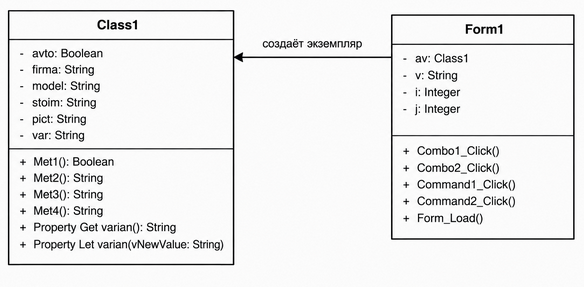 Class1
- avto: Boolean
- firma: String
- model: String
- stoim: String
- pict: String
- var: String
+ Met1(): Boolean
+ Met2(): String
+ Met3(): String
+ Met4(): String
+ Property Get varian(): String
+ Property Let varian(vNewValue: String)
создаёт экземпляр
Form1
- av: Class1
- v: String
- i: Integer
- j: Integer
+ Combo1_Click()
+ Combo2_Click()
+ Command1_Click()
+ Command2_Click()
+ Form_Load()